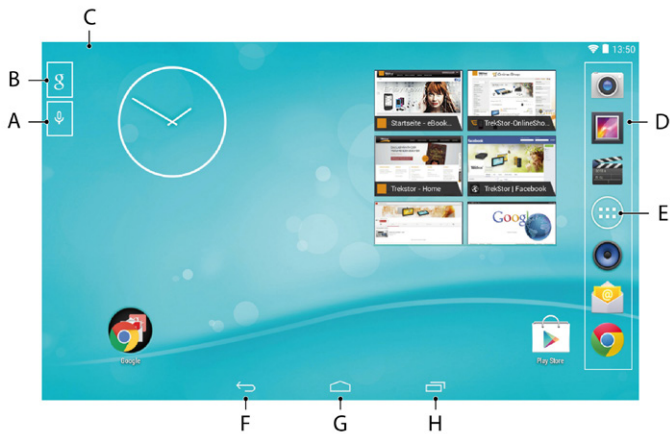 C
13:50
B
g
A
D
E
Startseite - eBook...
TrekStor-OnlineSho...
Trekstor - Home
TrekStor | Facebook
Google
Google
Play Store
F
G
H